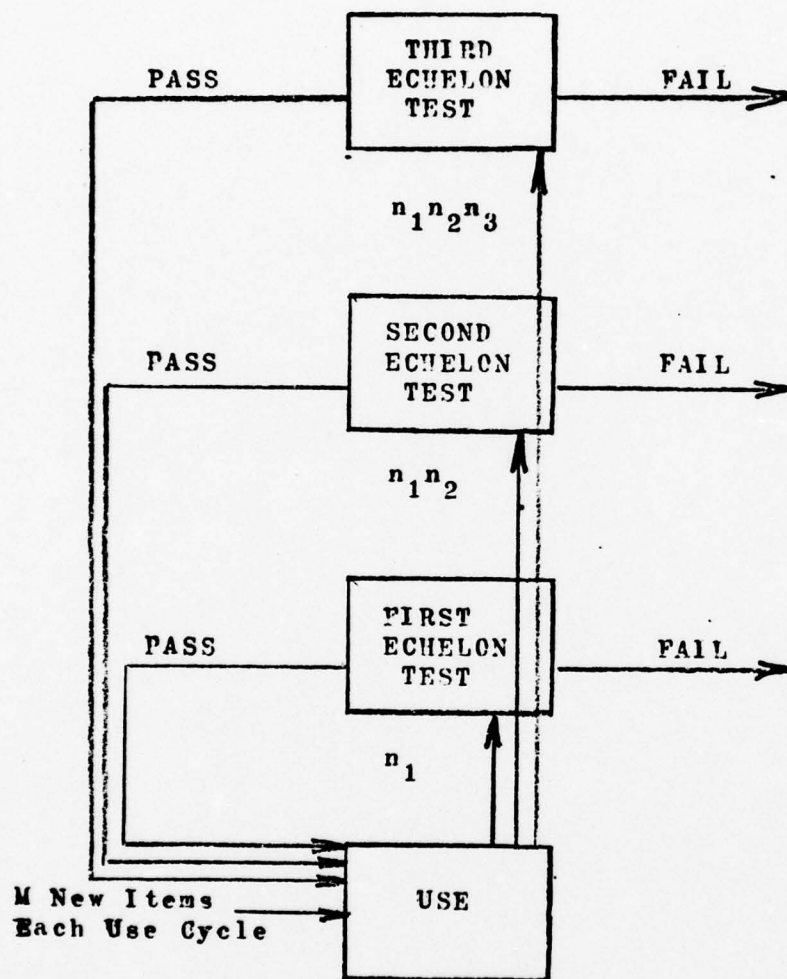 THIRD
ECHELON
TEST
PASS
FAIL
n₁n₂n₃
SECOND
ECHELON
TEST
PASS
FAIL
n₁n₂
FIRST
ECHELON
TEST
PASS
FAIL
n₁
USE
M New Items
Each Use Cycle